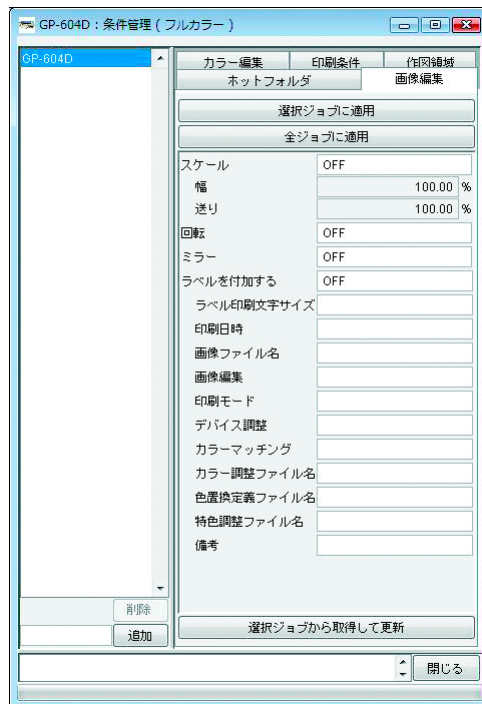 GP-604D：条件管理 ( フルカラー )
GP-604D
カラー編集 印刷条件 作図領域
ホットフォルダ 画像編集
選択ジョブに適用
全ジョブに適用
スケール OFF
幅 100.00 %
送り 100.00 %
回転 OFF
ミラー OFF
ラベルを付加する OFF
ラベル印刷文字サイズ
印刷日時
画像ファイル名
画像編集
印刷モード
デバイス調整
カラーマッチング
カラー調整ファイル名
色置換定義ファイル名
特色調整ファイル名
備考
削除
追加
選択ジョブから取得して更新
閉じる